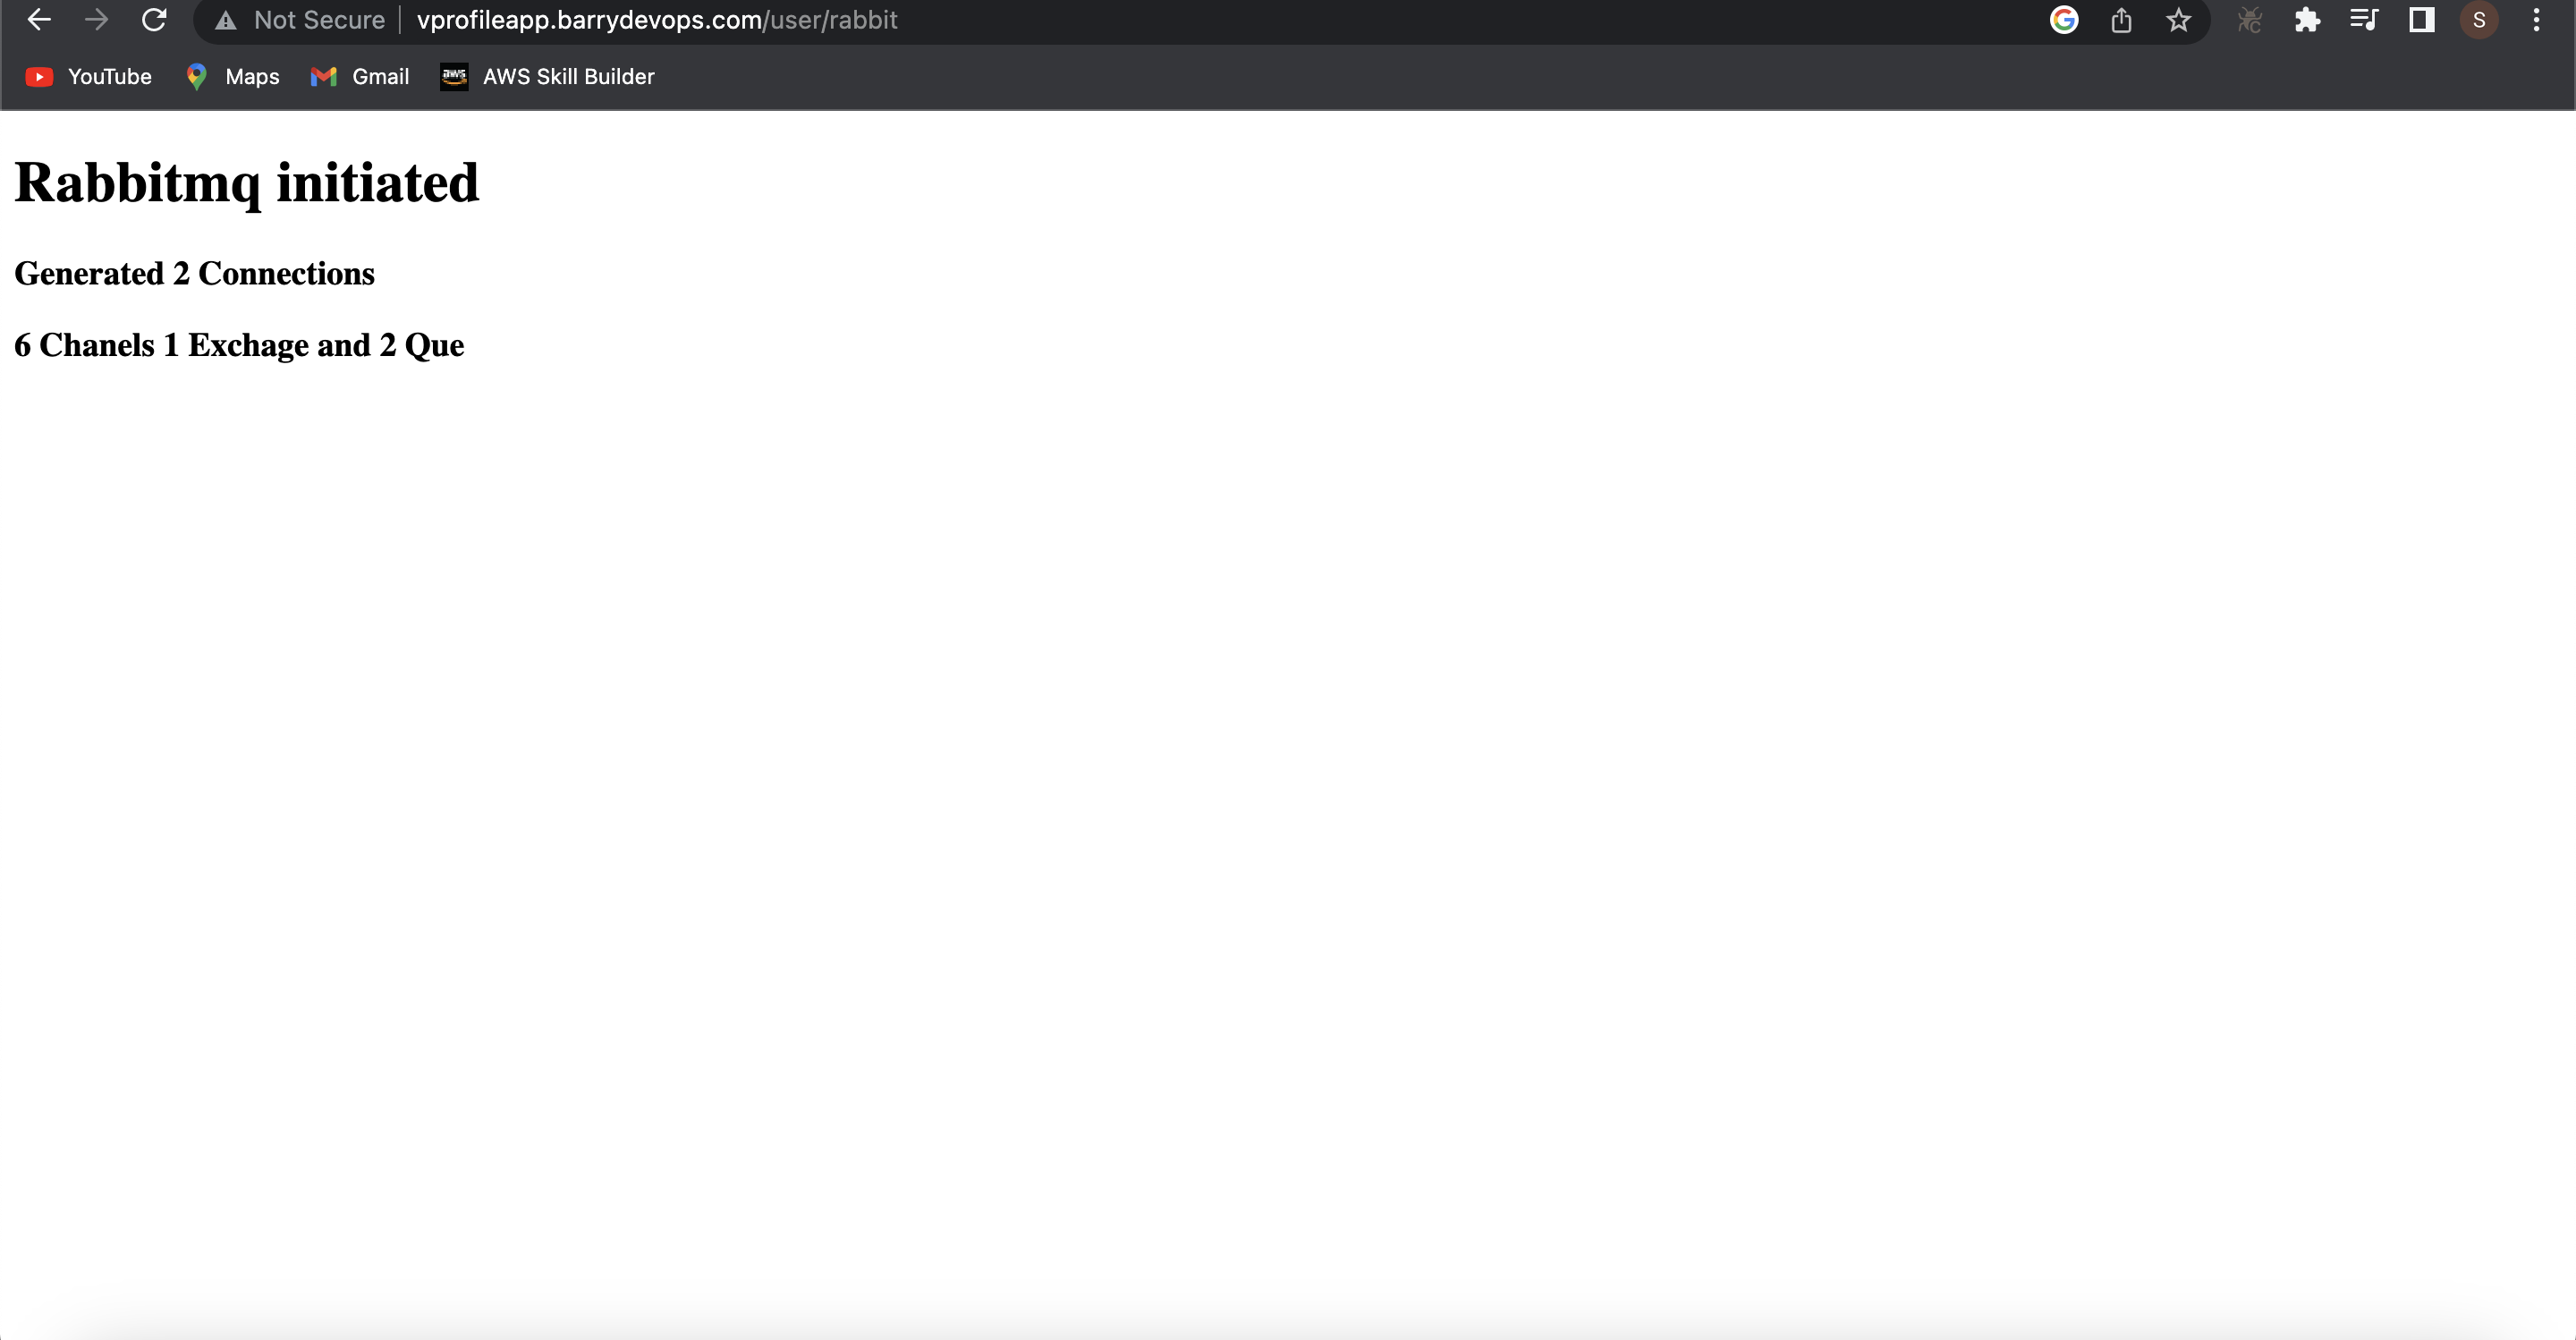 Not Secure vprofileapp.barrydevops.com/user/rabbit S
YouTube Maps Gmail aws AWS Skill Builder
Rabbitmq initiated
Generated 2 Connections
6 Chanels 1 Exchage and 2 Que